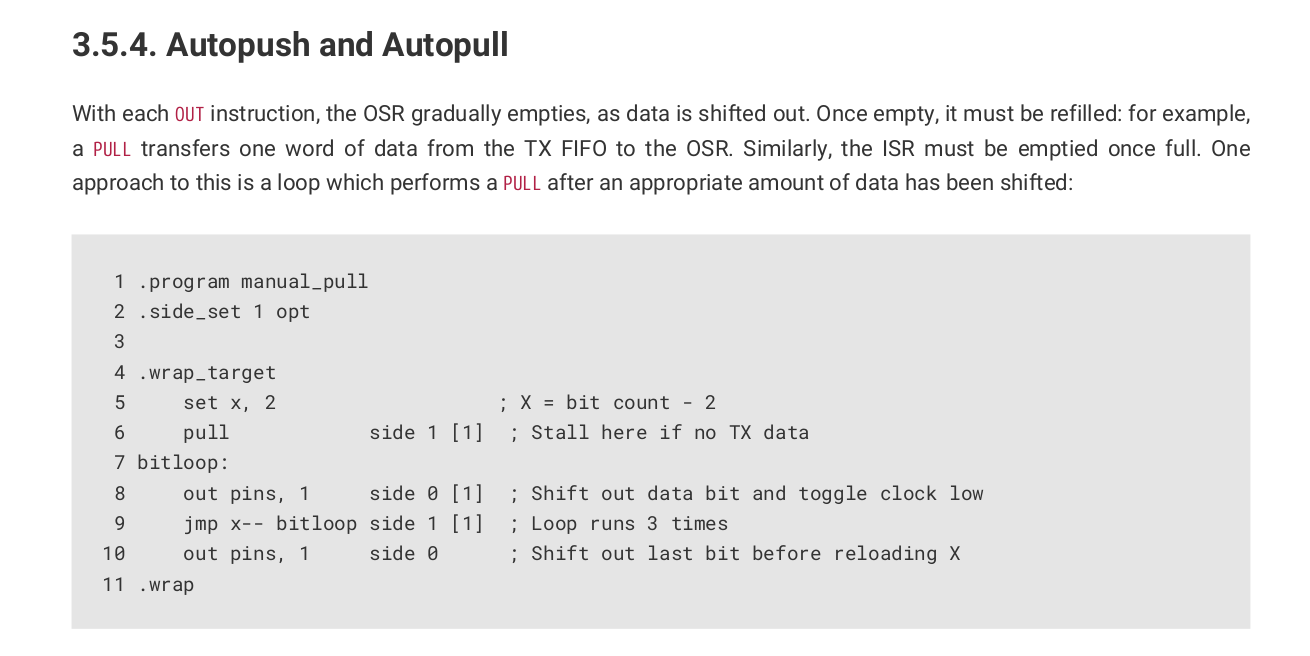 3.5.4. Autopush and Autopull
With each OUT instruction, the OSR gradually empties, as data is shifted out. Once empty, it must be refilled: for example,
a PULL transfers one word of data from the TX FIFO to the OSR. Similarly, the ISR must be emptied once full. One
approach to this is a loop which performs a PULL after an appropriate amount of data has been shifted:
1 .program manual_pull
2 .side_set 1 opt
3
4 .wrap_target
5     set x, 2                   ; X = bit count - 2
6     pull            side 1 [1]  ; Stall here if no TX data
7 bitloop:
8     out pins, 1     side 0 [1]  ; Shift out data bit and toggle clock low
9     jmp x-- bitloop side 1 [1]  ; Loop runs 3 times
10     out pins, 1     side 0      ; Shift out last bit before reloading X
11 .wrap